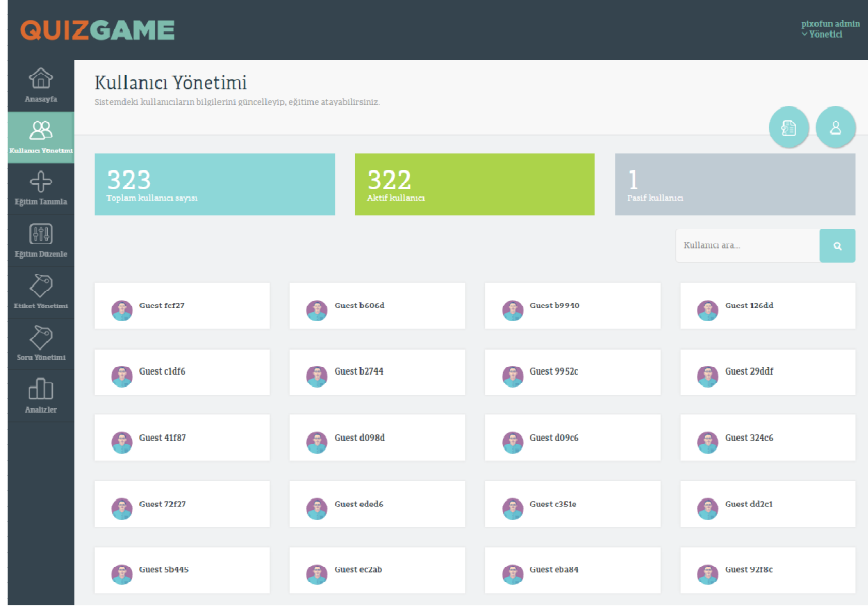 QUIZGAME
pixofun admin
Yönetici
Anasayfa
Kullanıcı Yönetimi
Eğitim Tanımla
Eğitim Düzenle
Etiket Yönetimi
Soru Yönetimi
Analizler
Kullanıcı Yönetimi
Sistemdeki kullanıcıların bilgilerini güncelleyip, eğitime atayabilirsiniz.
323
Toplam kullanıcı sayısı
322
Aktif kullanıcı
1
Pasif kullanıcı
Kullanıcı ara...
Guest fcf27
Guest b606d
Guest b9940
Guest 126dd
Guest c1df6
Guest b2744
Guest 9952c
Guest 29ddf
Guest 41f87
Guest d098d
Guest d09c6
Guest 324c6
Guest 72f27
Guest eded6
Guest c351e
Guest dd2c1
Guest 5b445
Guest ec2ab
Guest eba84
Guest 92f8c